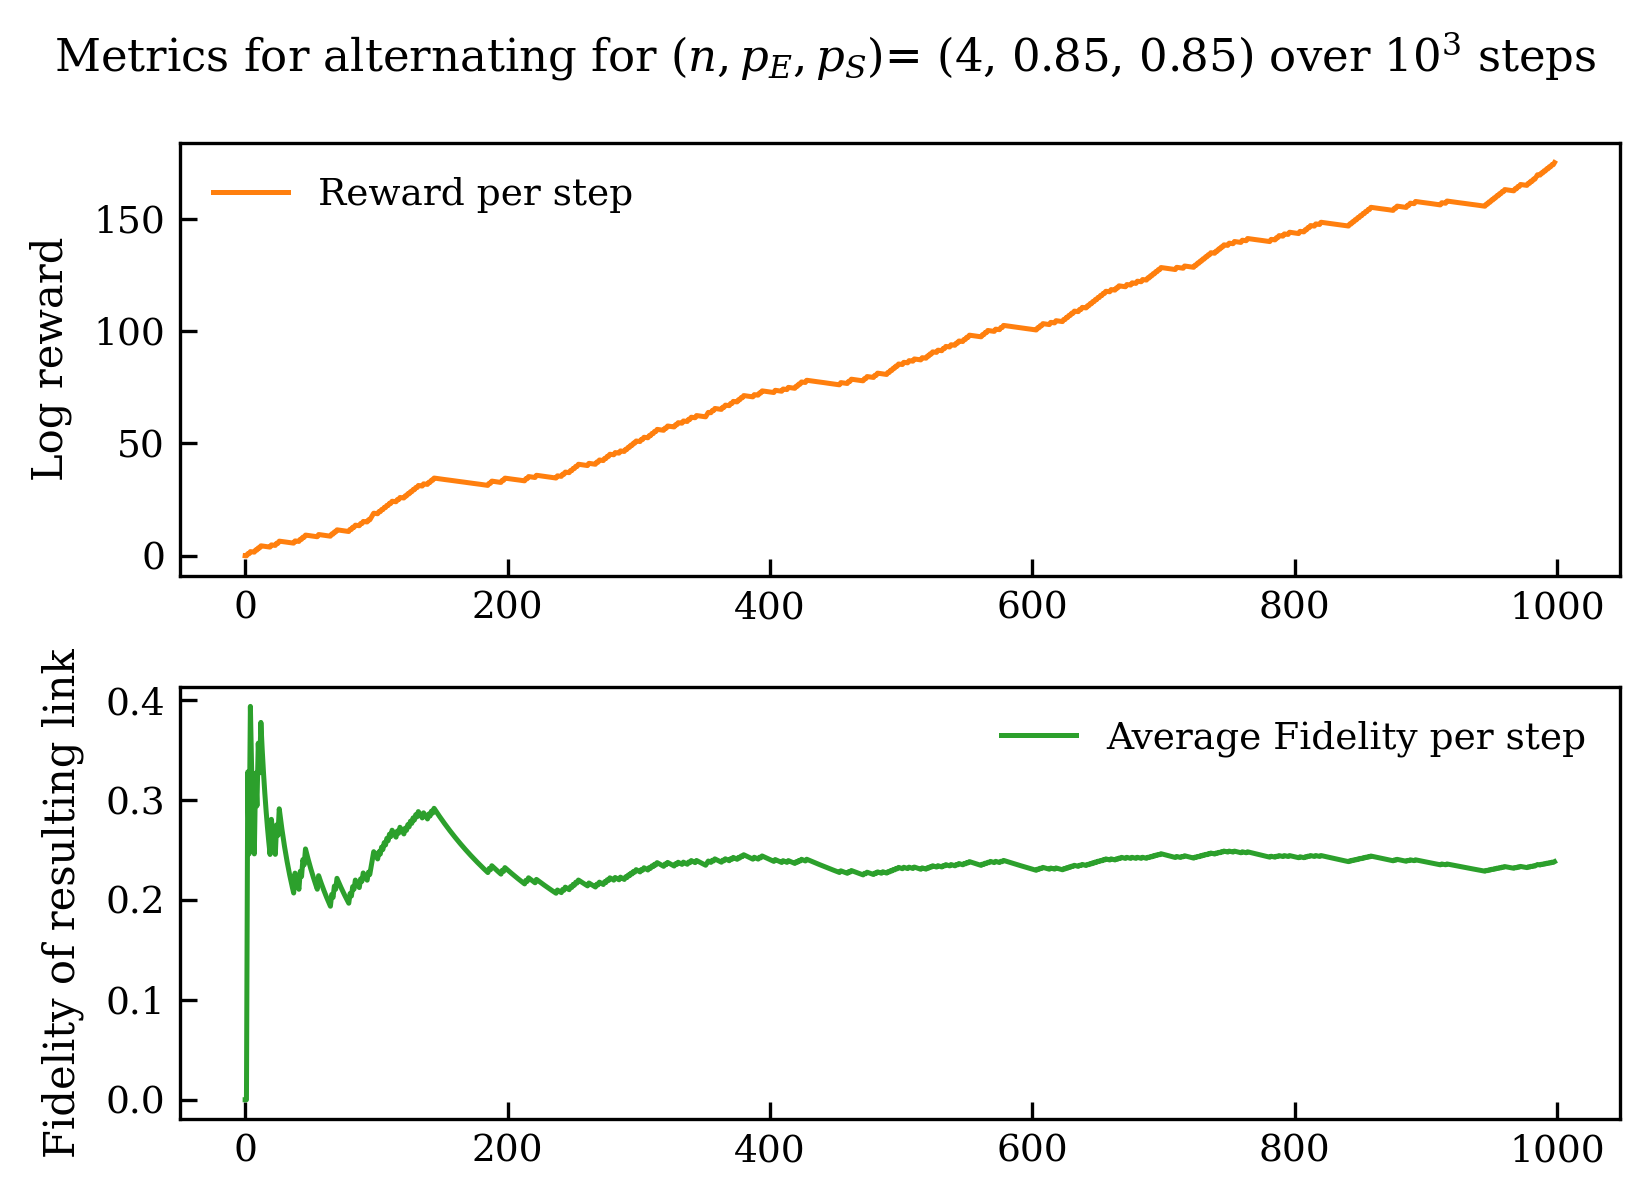 Metrics for alternating for (n, p_E, p_S)= (4, 0.85, 0.85) over 10³ steps
Log reward
Reward per step
150
100
50
0
0 200 400 600 800 1000
Fidelity of resulting link
Average Fidelity per step
0.4
0.3
0.2
0.1
0.0
0 200 400 600 800 1000